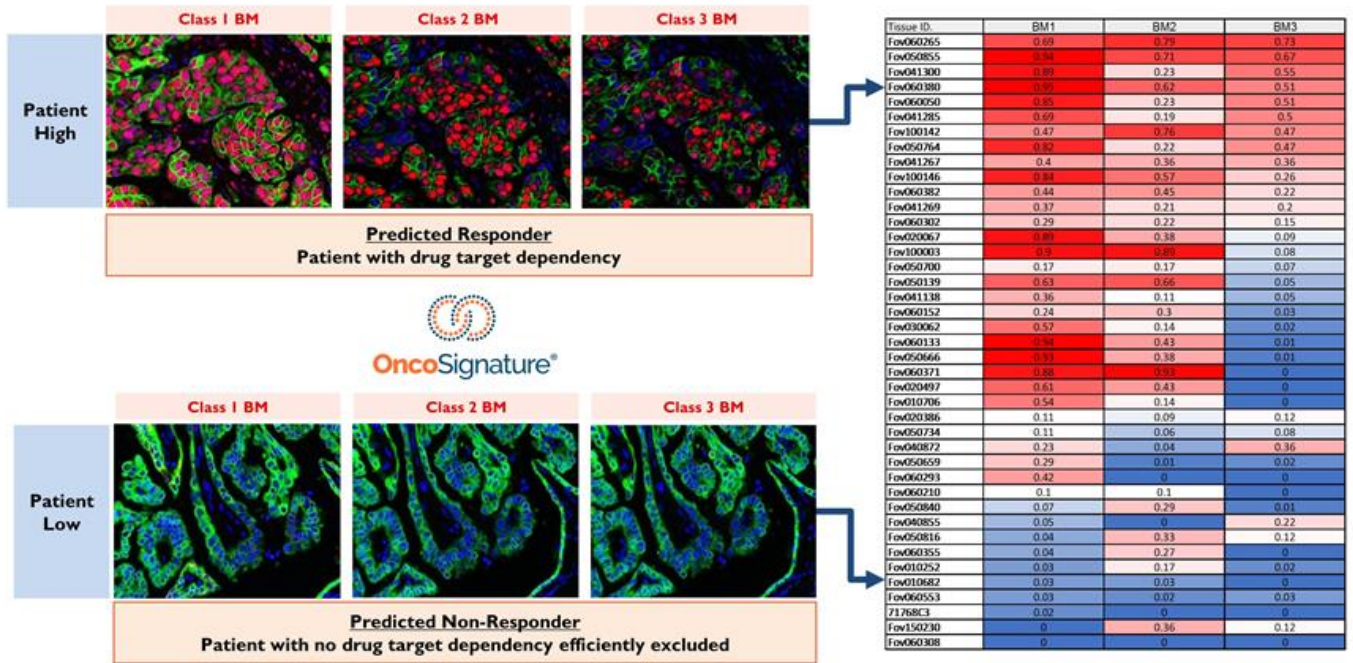 Class 1 BM
Class 2 BM
Class 3 BM
Patient
High
Predicted Responder
Patient with drug target dependency
OncoSignature®
Class 1 BM
Class 2 BM
Class 3 BM
Patient
Low
Predicted Non-Responder
Patient with no drug target dependency efficiently excluded
Tissue ID. BM1 BM2 BM3
Fov060265 0.69 0.79 0.73
Fov050855 0.94 0.71 0.67
Fov041300 0.89 0.23 0.55
Fov060380 0.95 0.62 0.51
Fov060050 0.85 0.23 0.51
Fov041285 0.69 0.19 0.5
Fov100142 0.47 0.76 0.47
Fov050764 0.82 0.22 0.47
Fov041267 0.4 0.36 0.36
Fov100146 0.84 0.57 0.26
Fov060382 0.44 0.45 0.22
Fov041269 0.37 0.21 0.2
Fov060302 0.29 0.22 0.15
Fov020067 0.89 0.38 0.09
Fov100003 0.9 0.89 0.08
Fov050700 0.17 0.17 0.07
Fov050139 0.63 0.66 0.05
Fov041138 0.36 0.11 0.05
Fov060152 0.24 0.3 0.03
Fov030062 0.57 0.14 0.02
Fov060133 0.94 0.43 0.01
Fov050666 0.93 0.38 0.01
Fov060371 0.88 0.93 0
Fov020497 0.61 0.43 0
Fov010706 0.54 0.14 0
Fov020386 0.11 0.09 0.12
Fov050734 0.11 0.06 0.08
Fov040872 0.23 0.04 0.36
Fov050659 0.29 0.01 0.02
Fov060293 0.42 0 0
Fov060210 0.1 0.1 0
Fov050840 0.07 0.29 0.01
Fov040855 0.05 0 0.22
Fov050816 0.04 0.33 0.12
Fov060355 0.04 0.27 0
Fov010252 0.03 0.17 0.02
Fov010682 0.03 0.03 0
Fov060553 0.03 0.02 0.03
71768C3 0.02 0 0
Fov150230 0 0.36 0.12
Fov060308 0 0 0